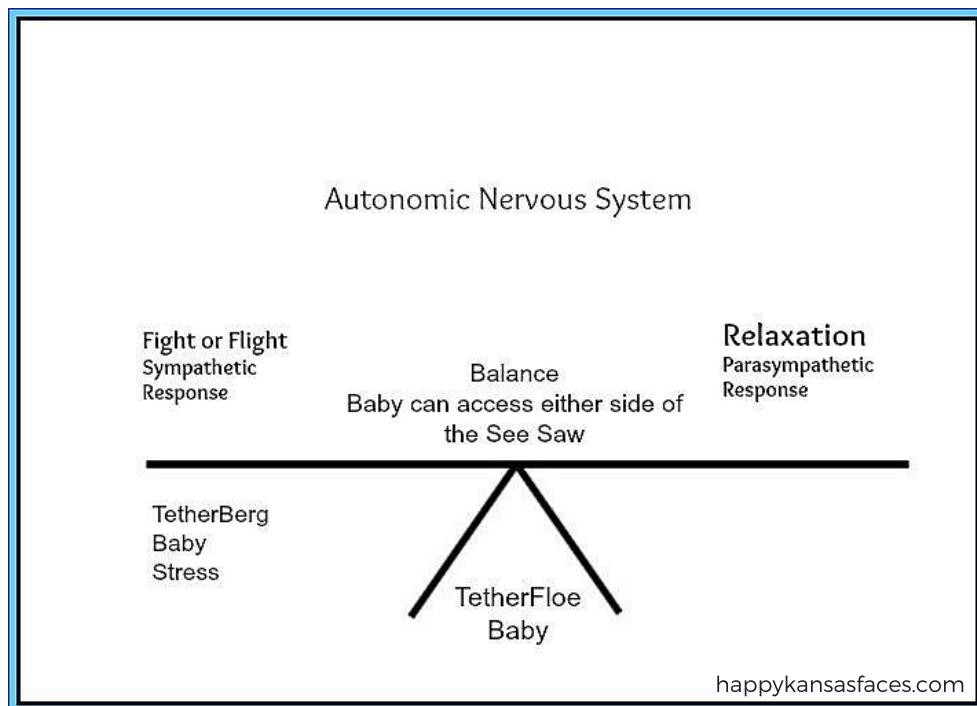 Autonomic Nervous System
Fight or Flight
Sympathetic
Response
Balance
Baby can access either side of
the See Saw
Relaxation
Parasympathetic
Response
TetherBerg
Baby
Stress
TetherFloe
Baby
happykansasfaces.com